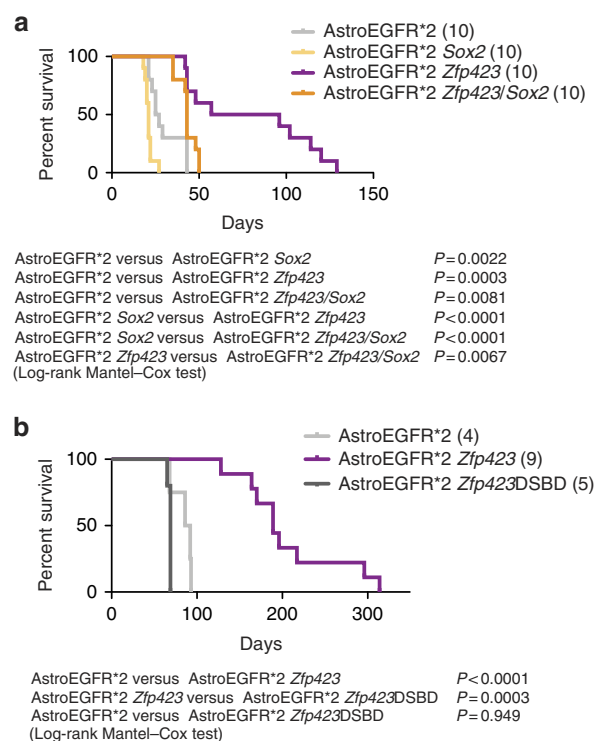 a
AstroEGFR*2 (10)
AstroEGFR*2 Sox2 (10)
AstroEGFR*2 Zfp423 (10)
AstroEGFR*2 Zfp423/Sox2 (10)
Percent survival
100
50
0
0 50 100 150
Days
AstroEGFR*2 versus AstroEGFR*2 Sox2 P=0.0022
AstroEGFR*2 versus AstroEGFR*2 Zfp423 P=0.0003
AstroEGFR*2 versus AstroEGFR*2 Zfp423/Sox2 P=0.0081
AstroEGFR*2 Sox2 versus AstroEGFR*2 Zfp423 P<0.0001
AstroEGFR*2 Sox2 versus AstroEGFR*2 Zfp423/Sox2 P<0.0001
AstroEGFR*2 Zfp423 versus AstroEGFR*2 Zfp423/Sox2 P=0.0067
(Log-rank Mantel–Cox test)
b
AstroEGFR*2 (4)
AstroEGFR*2 Zfp423 (9)
AstroEGFR*2 Zfp423DSBD (5)
Percent survival
100
50
0
0 100 200 300
Days
AstroEGFR*2 versus AstroEGFR*2 Zfp423 P<0.0001
AstroEGFR*2 Zfp423 versus AstroEGFR*2 Zfp423DSBD P=0.0003
AstroEGFR*2 versus AstroEGFR*2 Zfp423DSBD P=0.949
(Log-rank Mantel–Cox test)